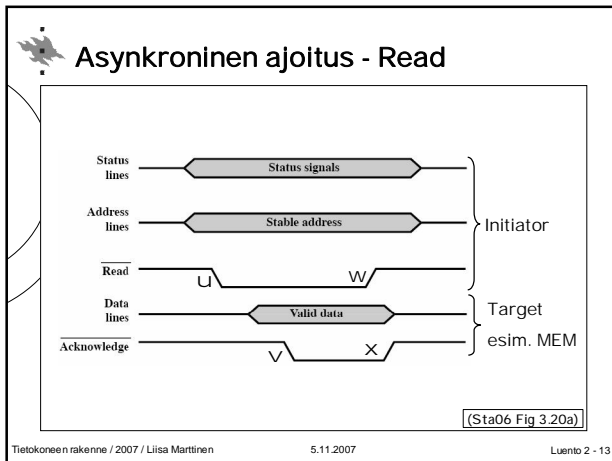 Asynkroninen ajoitus - Read
Status
lines
Status signals
Address
lines
Stable address
Initiator
Read
u
w
Data
lines
Valid data
Target
esim. MEM
Acknowledge
v
x
(Sta06 Fig 3.20a)
Tietokoneen rakenne / 2007 / Liisa Marttinen 5.11.2007 Luento 2 - 13